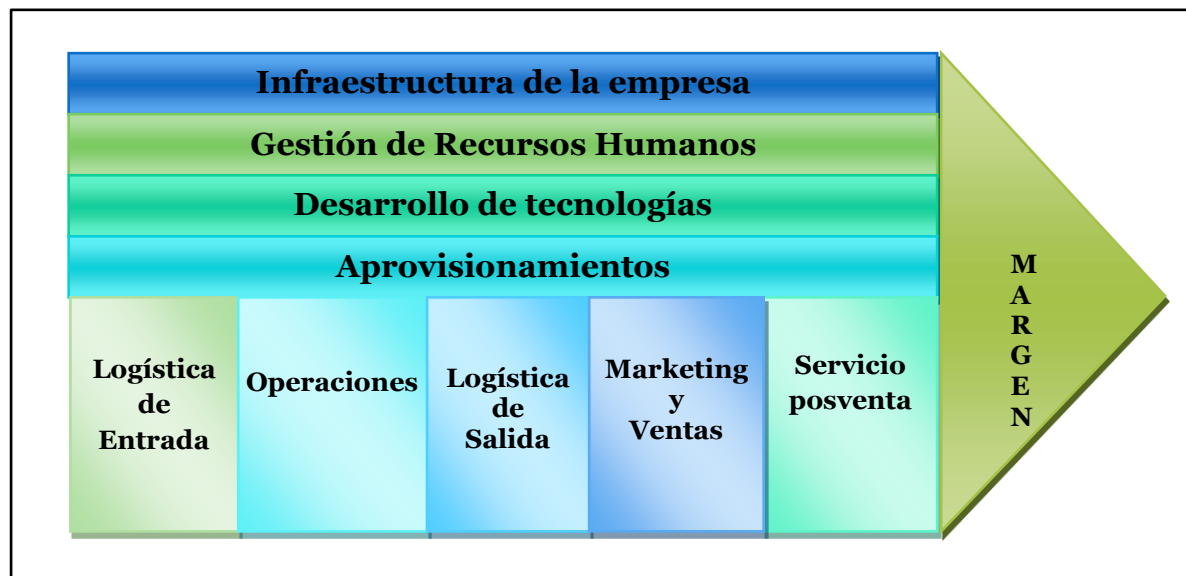 Infraestructura de la empresa
Gestión de Recursos Humanos
Desarrollo de tecnologías
Aprovisionamientos
Logística
de
Entrada
Operaciones
Logística
de
Salida
Marketing
y
Ventas
Servicio
posventa
M
A
R
G
E
N